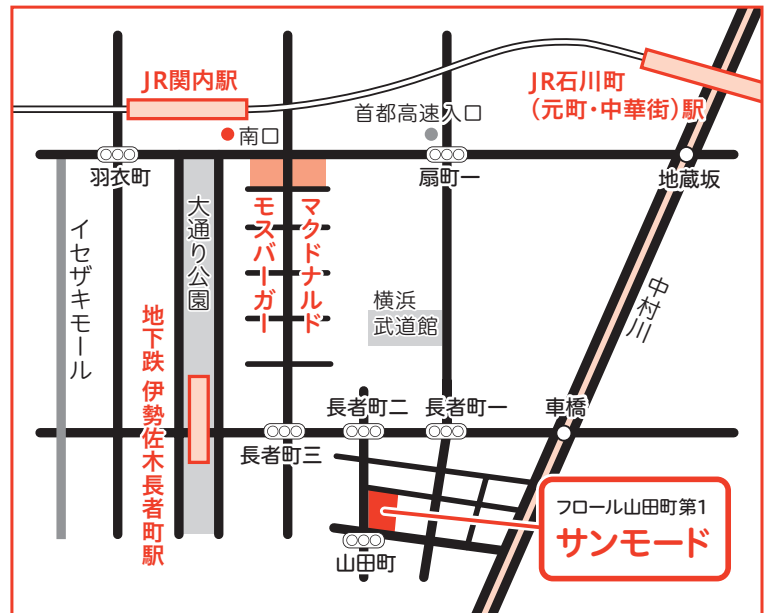 JR関内駅
JR石川町
(元町・中華街)駅
首都高速入口
南口
羽衣町
扇町一
地蔵坂
イセザキモール
大通り公園
モスバーガー
マクドナルド
横浜
武道館
中村川
地下鉄 伊勢佐木長者町駅
長者町二
長者町一
車橋
長者町三
フロール山田町第1
サンモード
山田町